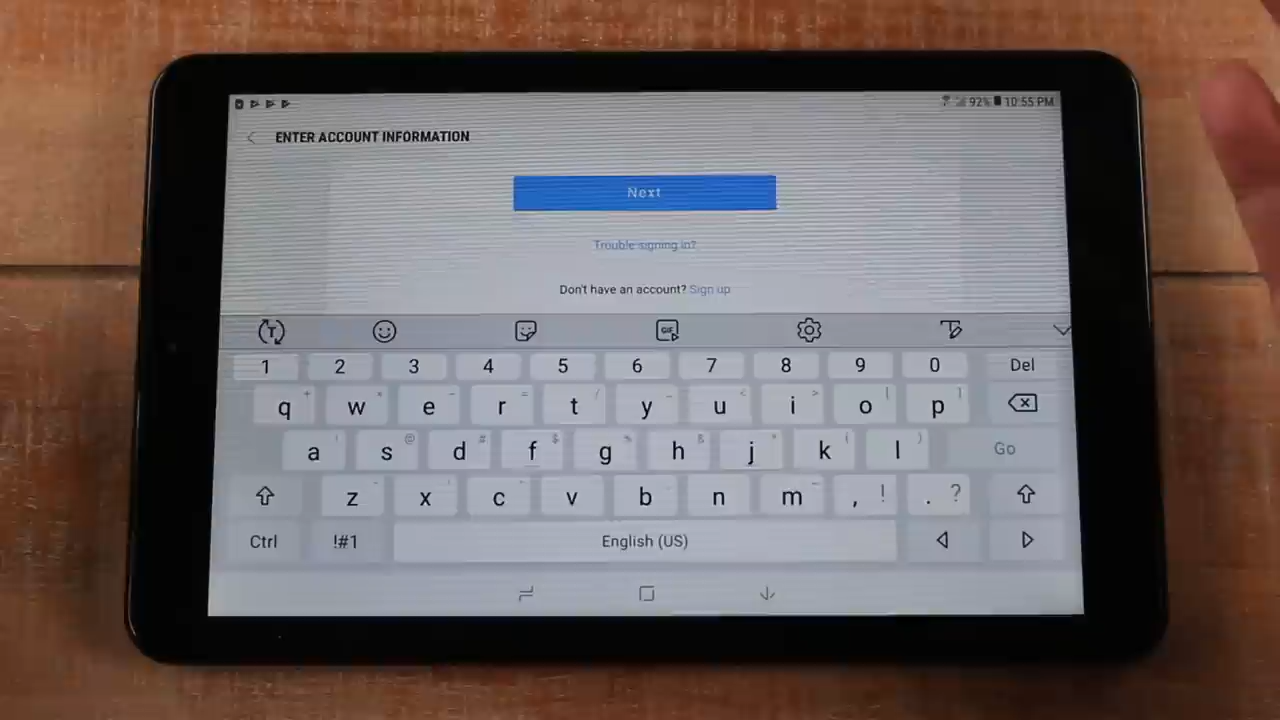 92% 10:55 PM
ENTER ACCOUNT INFORMATION
Next
Trouble signing in?
Don't have an account? Sign up
T GIF T
1 2 3 4 5 6 7 8 9 0 Del
q w e r t y u i o p
a s d f g h j k l Go
z x c v b n m , ! . ?
Ctrl !#1 English (US)